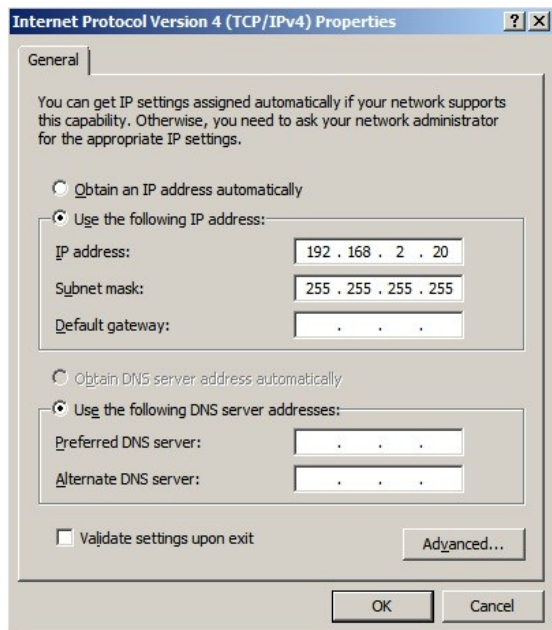 Internet Protocol Version 4 (TCP/IPv4) Properties
General
You can get IP settings assigned automatically if your network supports
this capability. Otherwise, you need to ask your network administrator
for the appropriate IP settings.
Obtain an IP address automatically
Use the following IP address:
IP address: 192 . 168 . 2 . 20
Subnet mask: 255 . 255 . 255 . 255
Default gateway: . . .
Obtain DNS server address automatically
Use the following DNS server addresses:
Preferred DNS server: . . .
Alternate DNS server: . . .
Validate settings upon exit
Advanced...
OK Cancel